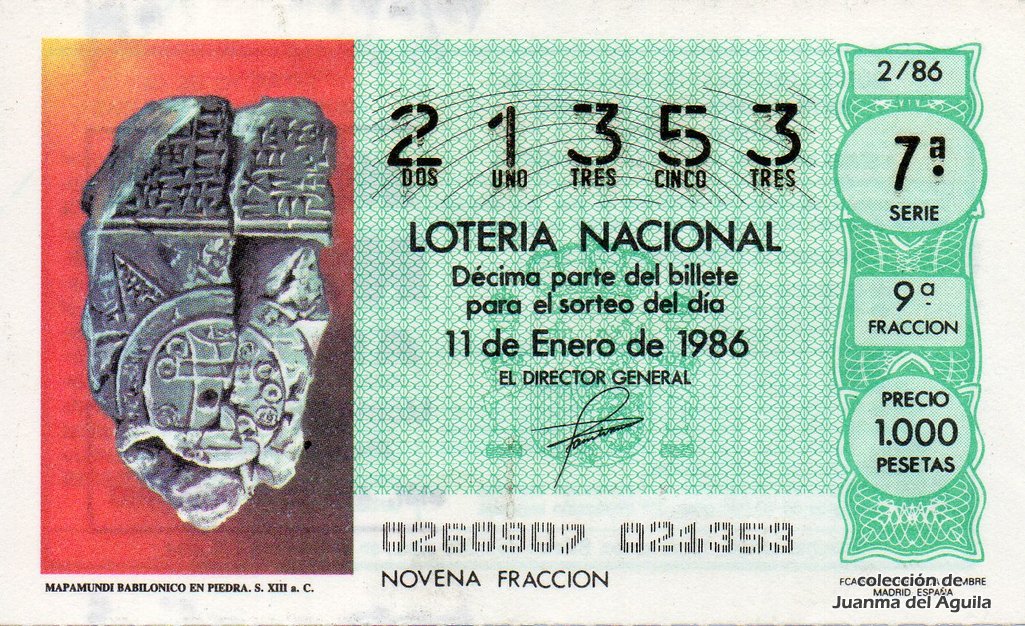 2 1 3 5 3
DOS UNO TRES CINCO TRES
LOTERIA NACIONAL
Décima parte del billete
para el sorteo del día
11 de Enero de 1986
EL DIRECTOR GENERAL
2/86
7ª
SERIE
9ª
FRACCION
PRECIO
1.000
PESETAS
0260907 021353
NOVENA FRACCION
MAPAMUNDI BABILONICO EN PIEDRA. S. XIII a. C.
colección de
MADRID ESPAÑA
Juanma del Aguila